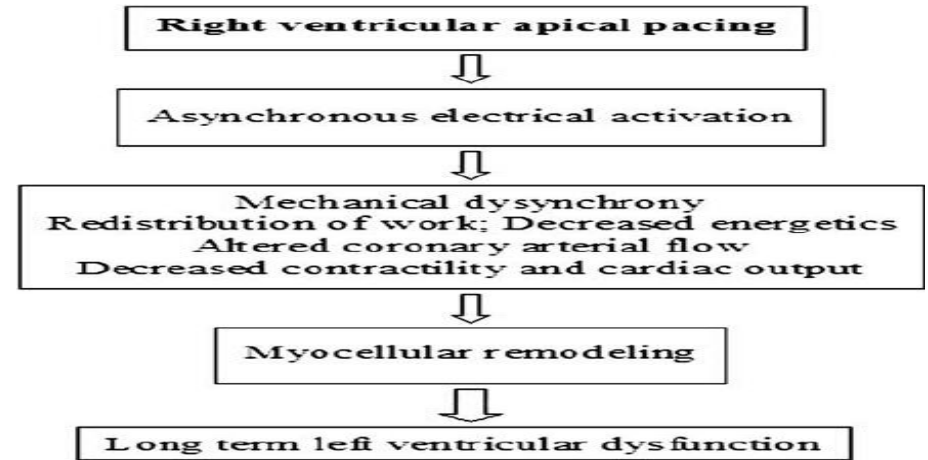 Right ventricular apical pacing
Asynchronous electrical activation
Mechanical dysynchrony
Redistribution of work; Decreased energetics
Altered coronary arterial flow
Decreased contractility and cardiac output
Myocellular remodeling
Long term left ventricular dysfunction